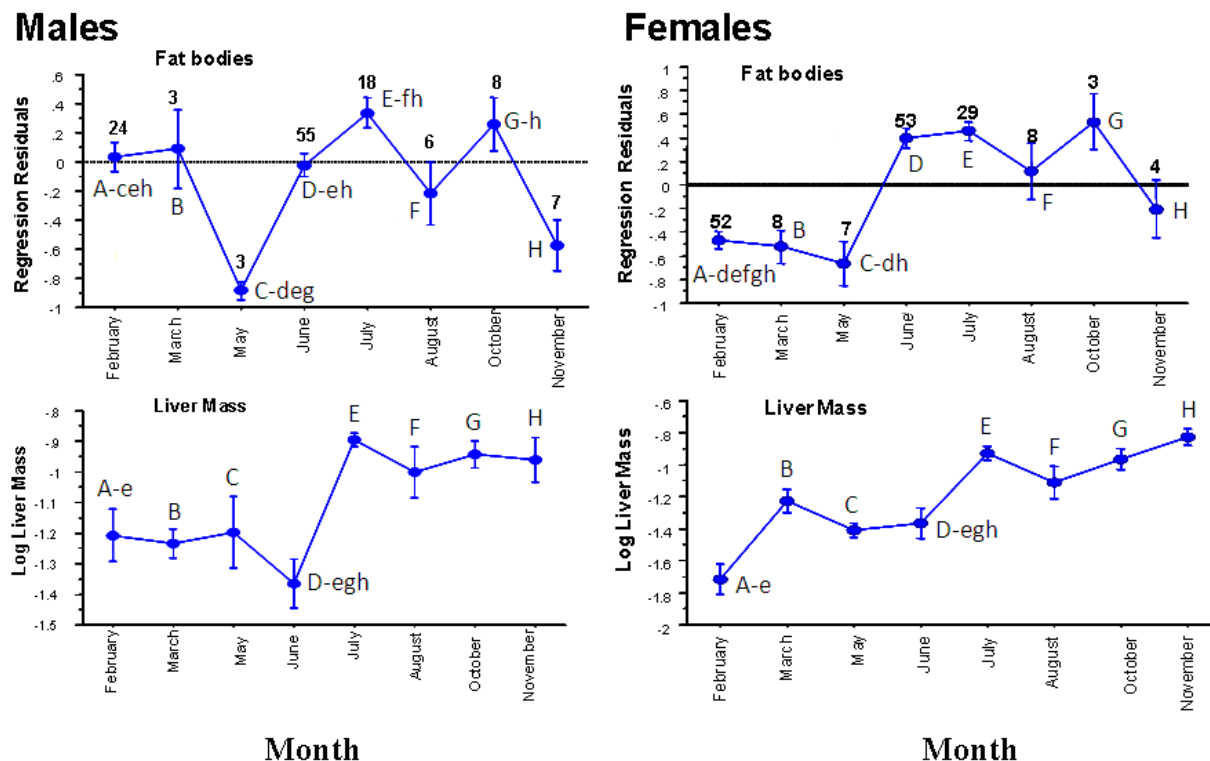 Males
Fat bodies
Regression Residuals
.6
.4
.2
0
-.2
-.4
-.6
-.8
-1
24
3
3
55
18
6
8
7
A-ceh
B
C-deg
D-eh
E-fh
F
G-h
H
February
March
May
June
July
August
October
November
Liver Mass
Log Liver Mass
-.8
-.9
-1
-1.1
-1.2
-1.3
-1.4
-1.5
A-e
B
C
D-egh
E
F
G
H
February
March
May
June
July
August
October
November
Month
Females
Fat bodies
Regression Residuals
1
.8
.6
.4
.2
0
-.2
-.4
-.6
-.8
-1
52
8
7
53
29
8
3
4
A-defgh
B
C-dh
D
E
F
G
H
February
March
May
June
July
August
October
November
Liver Mass
Log Liver Mass
-.6
-.8
-1
-1.2
-1.4
-1.6
-1.8
-2
A-e
B
C
D-egh
E
F
G
H
February
March
May
June
July
August
October
November
Month